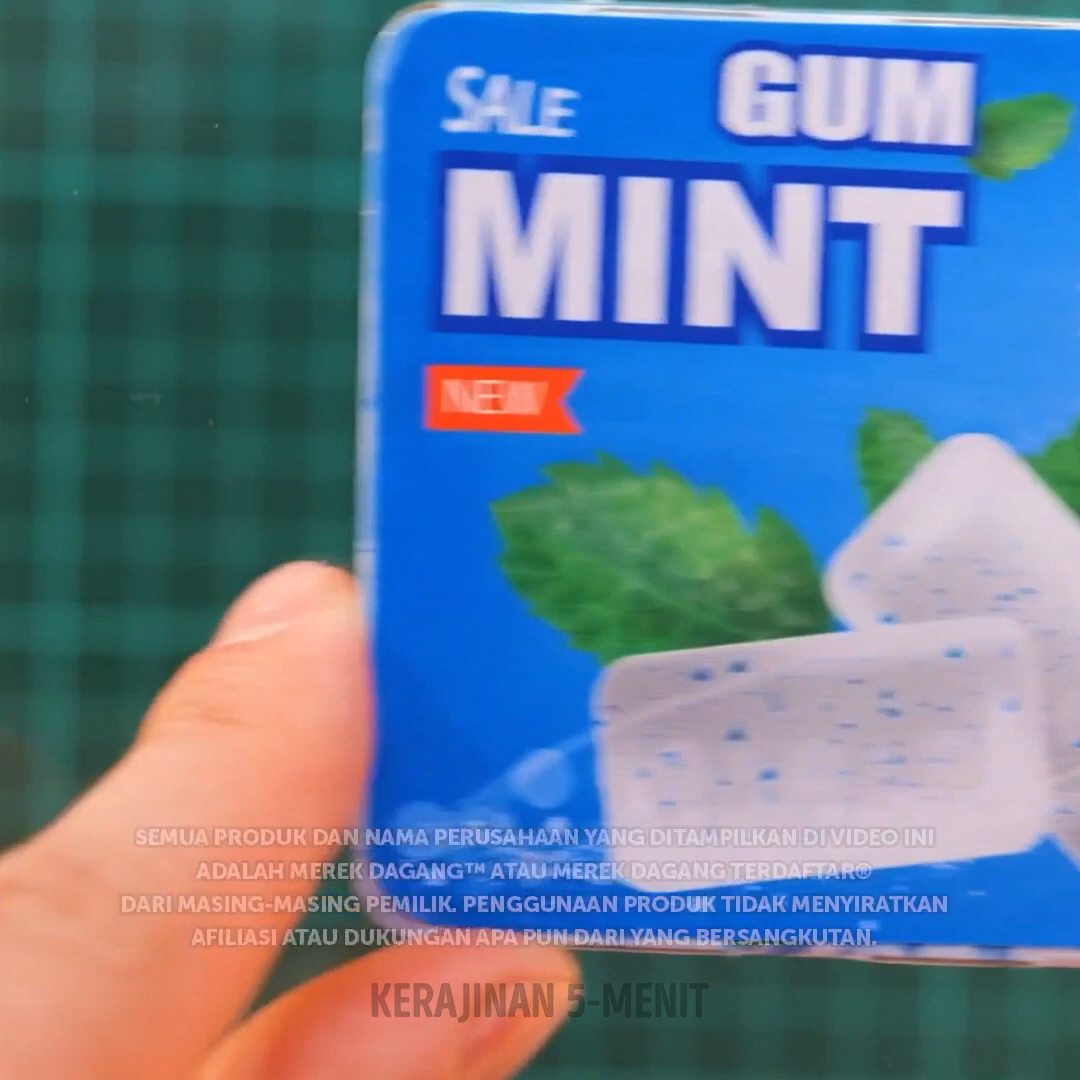 SALE
GUM
MINT
NEW
SEMUA PRODUK DAN NAMA PERUSAHAAN YANG DITAMPILKAN DI VIDEO INI
ADALAH MEREK DAGANG™ ATAU MEREK DAGANG TERDAFTAR®
DARI MASING-MASING PEMILIK. PENGGUNAAN PRODUK TIDAK MENYIRATKAN
AFILIASI ATAU DUKUNGAN APA PUN DARI YANG BERSANGKUTAN.
KERAJINAN 5-MENIT